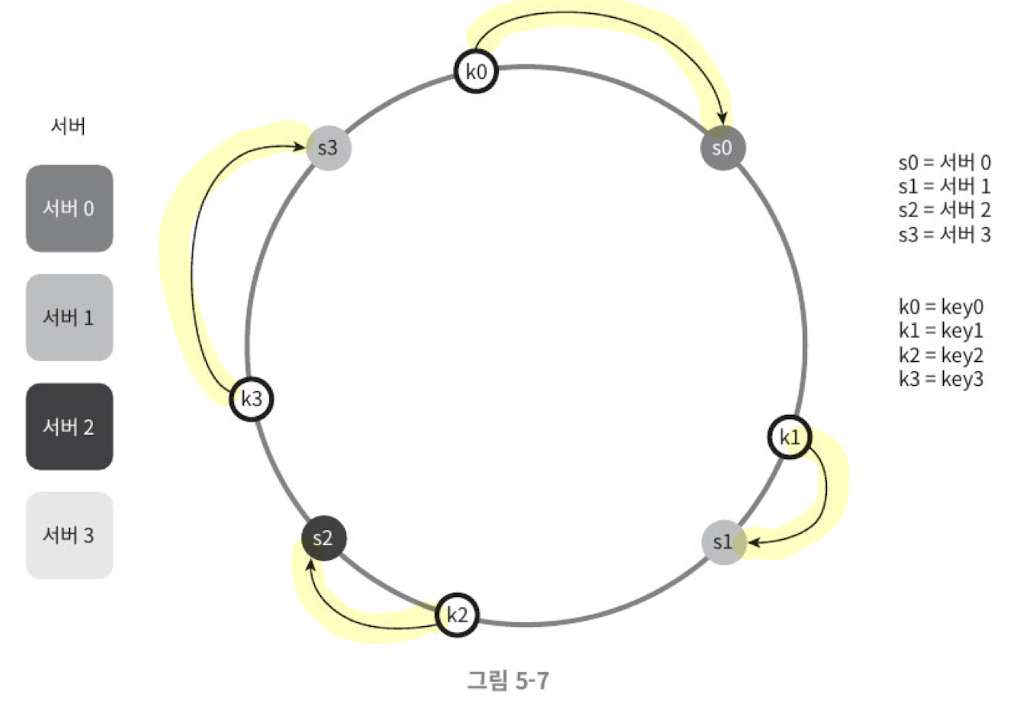 서버
서버 0
서버 1
서버 2
서버 3
k0
s3
s0
k3
k1
s2
s1
k2
s0 = 서버 0
s1 = 서버 1
s2 = 서버 2
s3 = 서버 3
k0 = key0
k1 = key1
k2 = key2
k3 = key3
그림 5-7